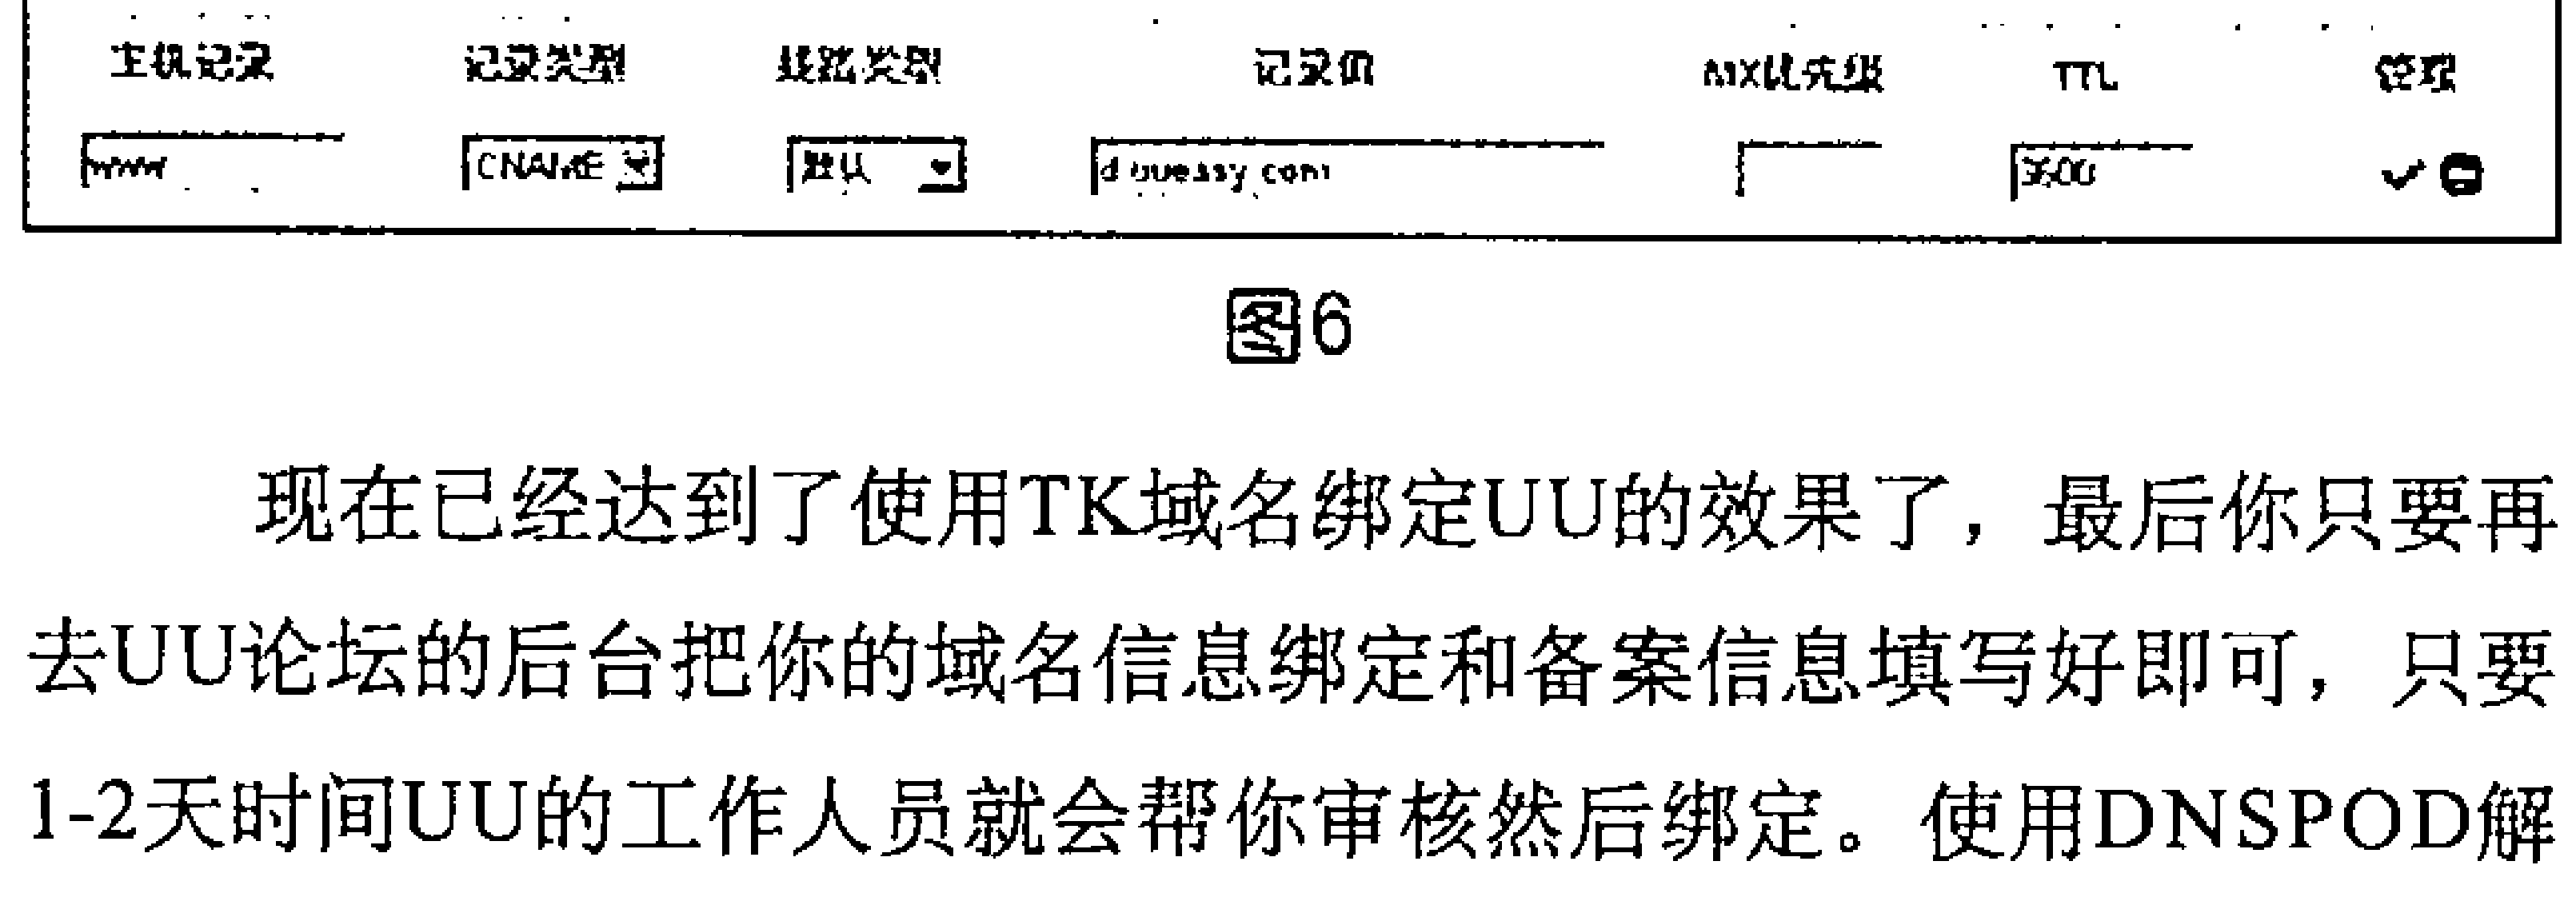 主机记录 记录类型 线路类型 记录值 MX优先级 TTL 管理
www CNAME 默认 3600
图6
现在已经达到了使用TK域名绑定UU的效果了，最后你只要再
去UU论坛的后台把你的域名信息绑定和备案信息填写好即可，只要
1-2天时间UU的工作人员就会帮你审核然后绑定。使用DNSPOD解